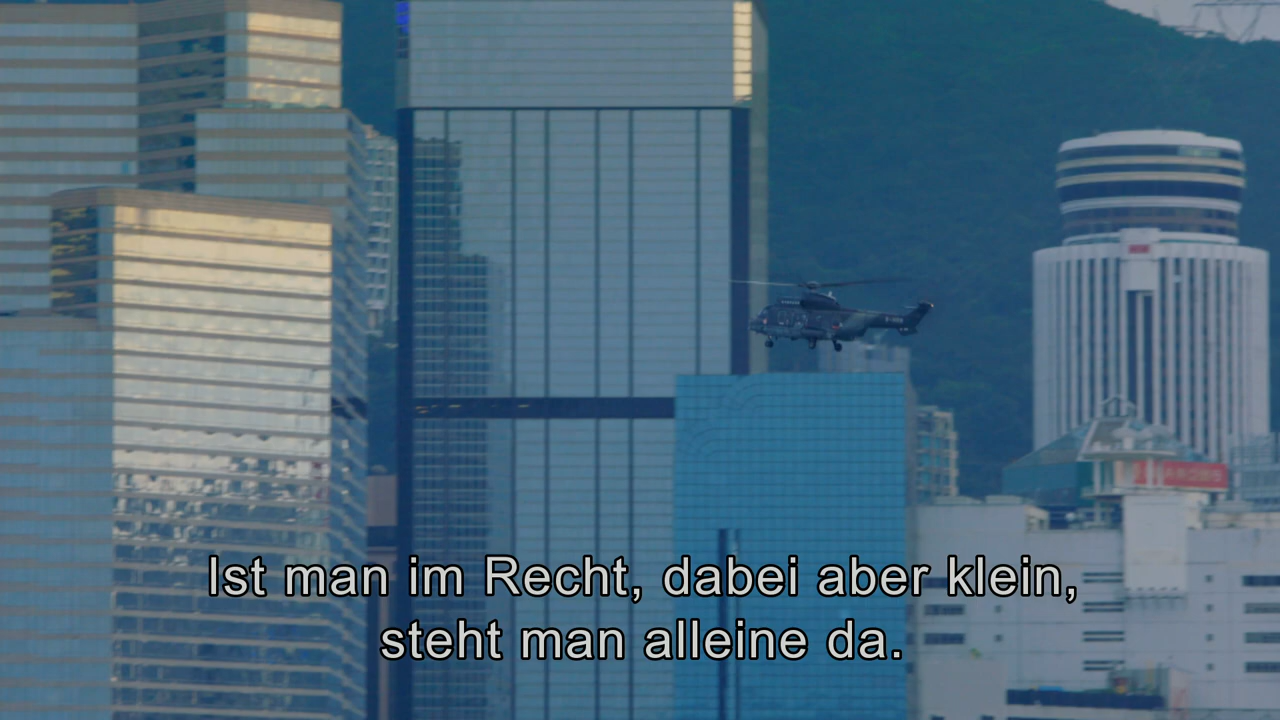 Ist man im Recht, dabei aber klein,
steht man alleine da.